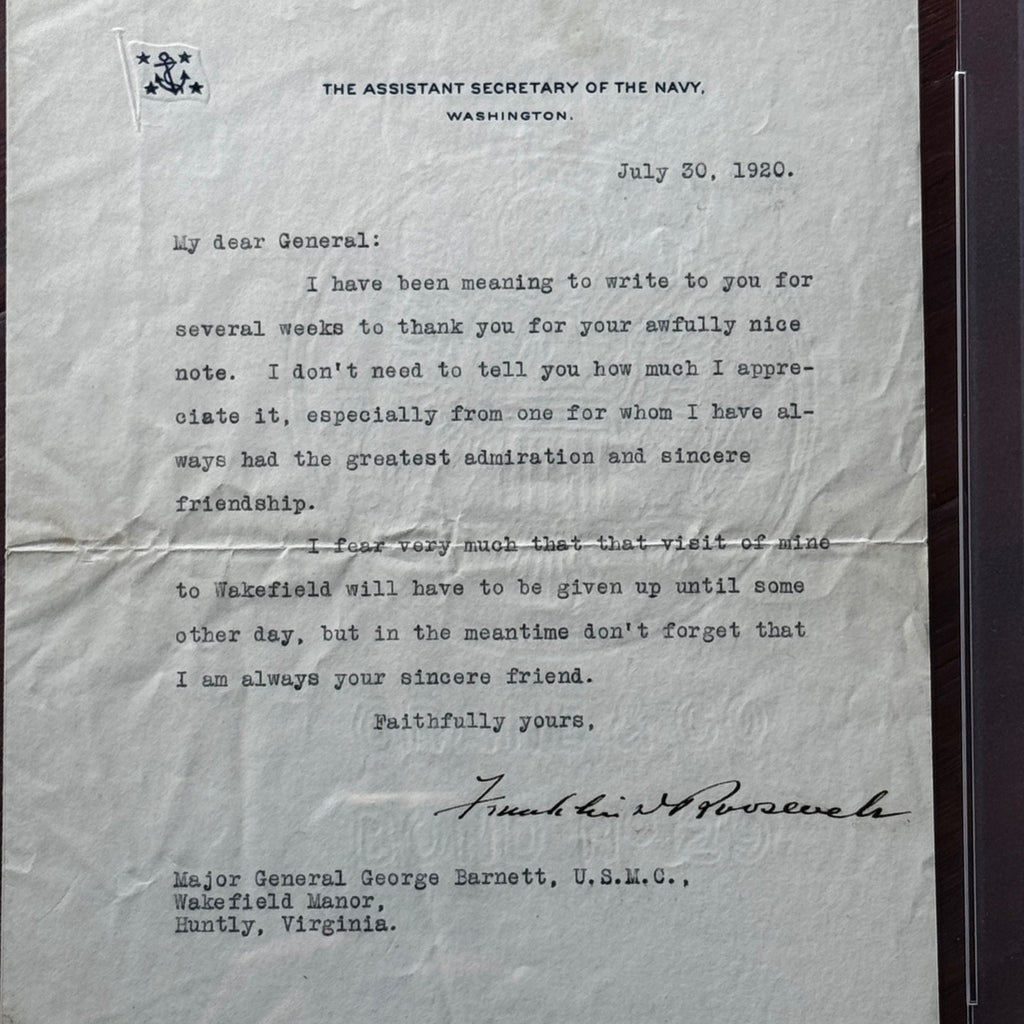 THE ASSISTANT SECRETARY OF THE NAVY,
WASHINGTON.
July 30, 1920.
My dear General:
I have been meaning to write to you for
several weeks to thank you for your awfully nice
note. I don't need to tell you how much I appre-
ciate it, especially from one for whom I have al-
ways had the greatest admiration and sincere
friendship.
I fear very much that that visit of mine
to Wakefield will have to be given up until some
other day, but in the meantime don't forget that
I am always your sincere friend.
Faithfully yours,
Franklin D Roosevelt
Major General George Barnett, U.S.M.C.,
Wakefield Manor,
Huntly, Virginia.